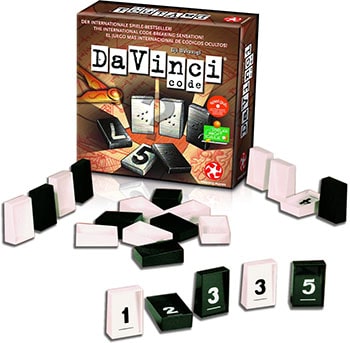 DER INTERNATIONALE SPIELE-BESTSELLER!
THE INTERNATIONAL CODE-BREAKING SENSATION!
EL JUEGO MÁS INTERNACIONAL DE CÓDIGOS OCULTOS!
DaVinci
code
L 5
4
1 2 3 3 5